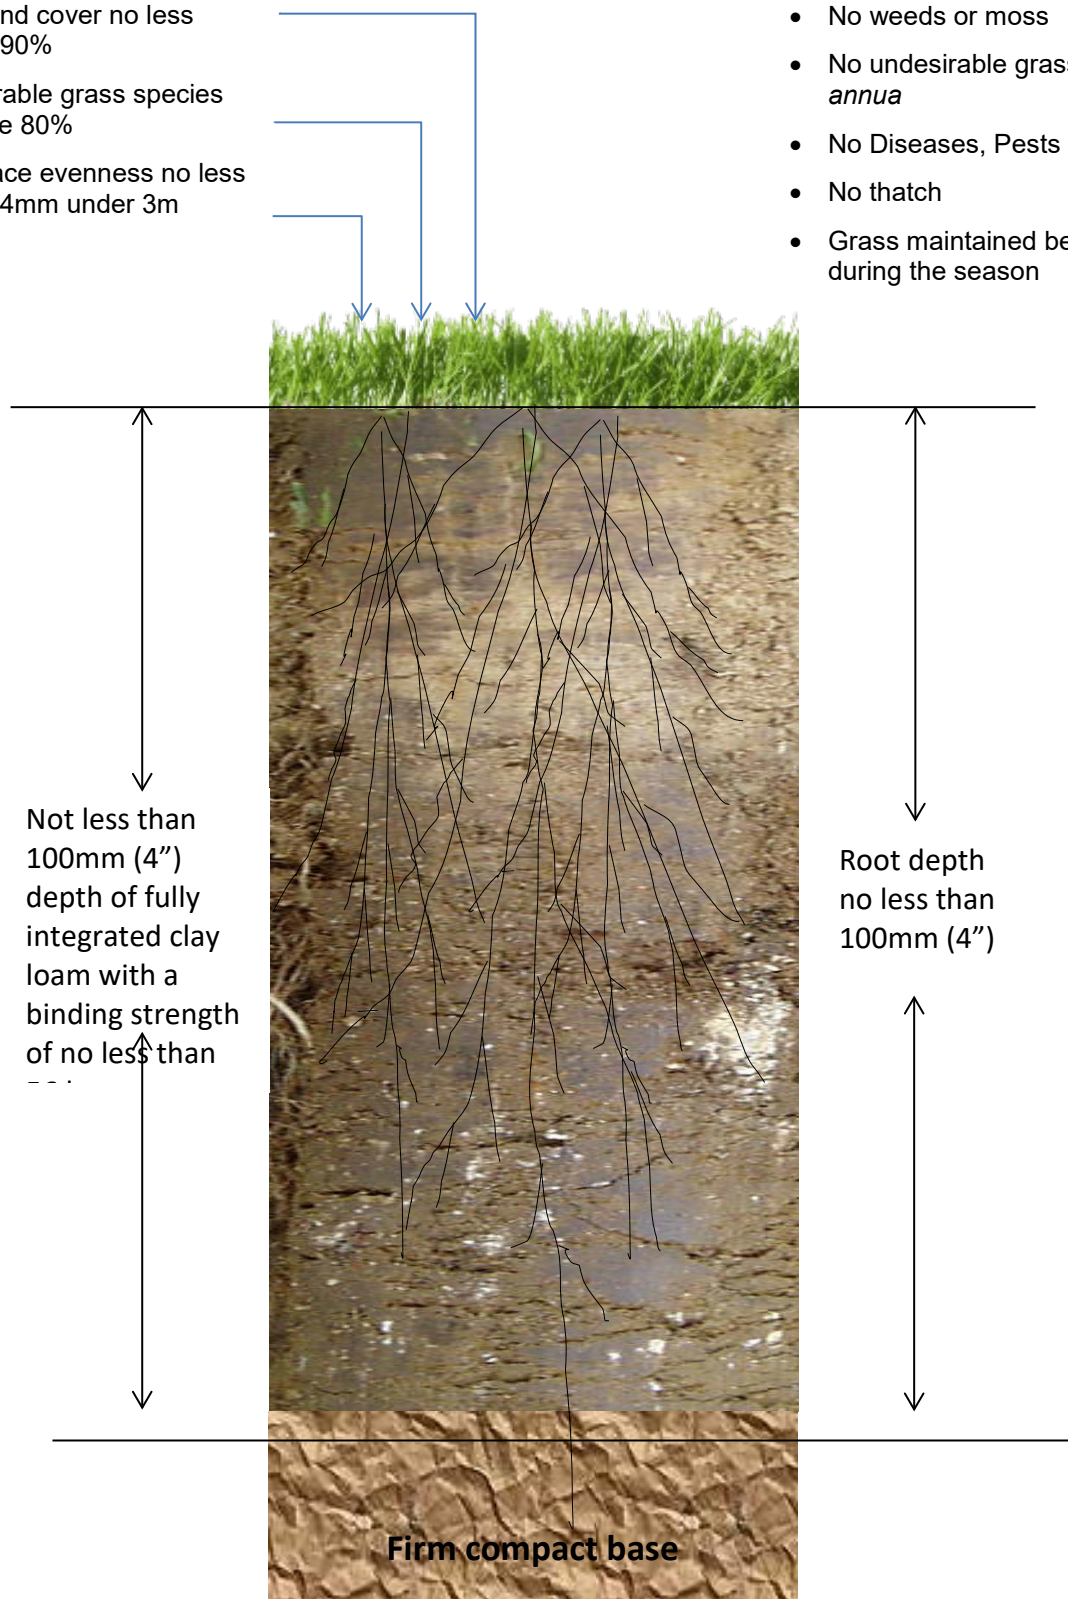 nd cover no less
90%
rable grass species
e 80%
ace evenness no less
4mm under 3m
• No weeds or moss
• No undesirable grass
annua
• No Diseases, Pests
• No thatch
• Grass maintained be
during the season
Not less than
100mm (4”)
depth of fully
integrated clay
loam with a
binding strength
of no less than
Root depth
no less than
100mm (4”)
Firm compact base